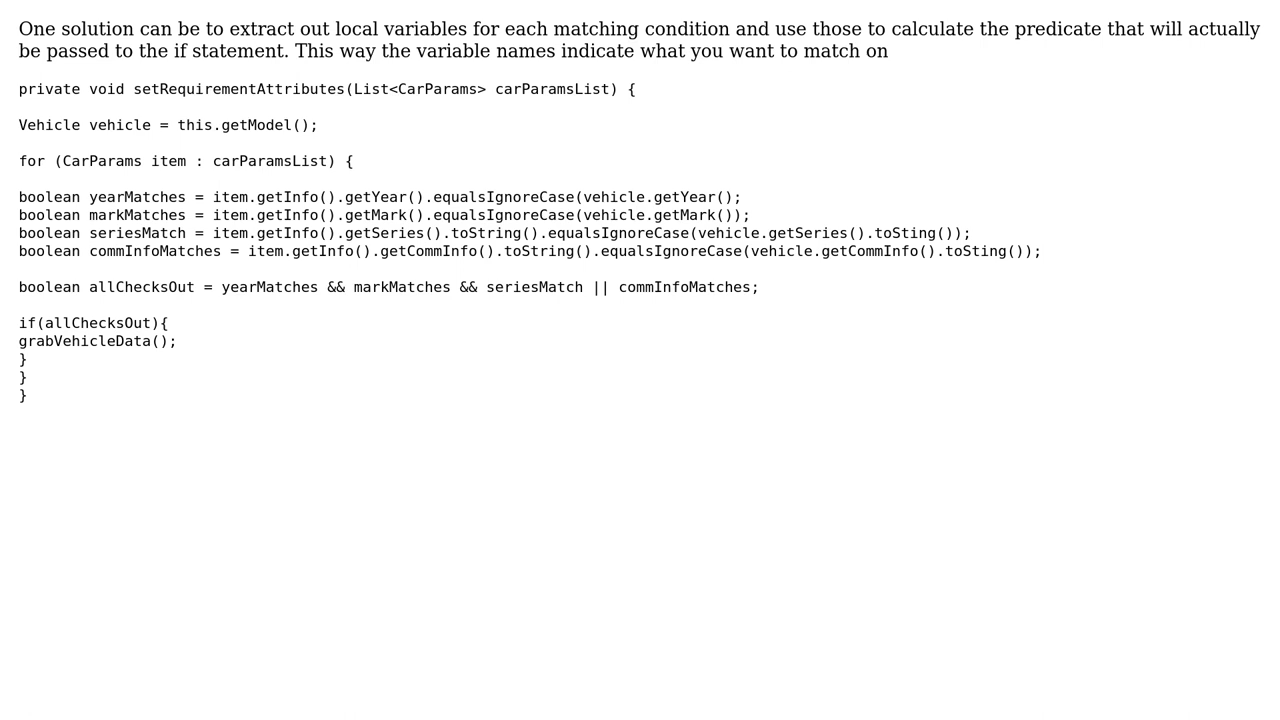 One solution can be to extract out local variables for each matching condition and use those to calculate the predicate that will actually
be passed to the if statement. This way the variable names indicate what you want to match on
private void setRequirementAttributes(List<CarParams> carParamsList) {
Vehicle vehicle = this.getModel();
for (CarParams item : carParamsList) {
boolean yearMatches = item.getInfo().getYear().equalsIgnoreCase(vehicle.getYear();
boolean markMatches = item.getInfo().getMark().equalsIgnoreCase(vehicle.getMark());
boolean seriesMatch = item.getInfo().getSeries().toString().equalsIgnoreCase(vehicle.getSeries().toSting());
boolean commInfoMatches = item.getInfo().getCommInfo().toString().equalsIgnoreCase(vehicle.getCommInfo().toSting());
boolean allChecksOut = yearMatches && markMatches && seriesMatch || commInfoMatches;
if(allChecksOut){
grabVehicleData();
}
}
}